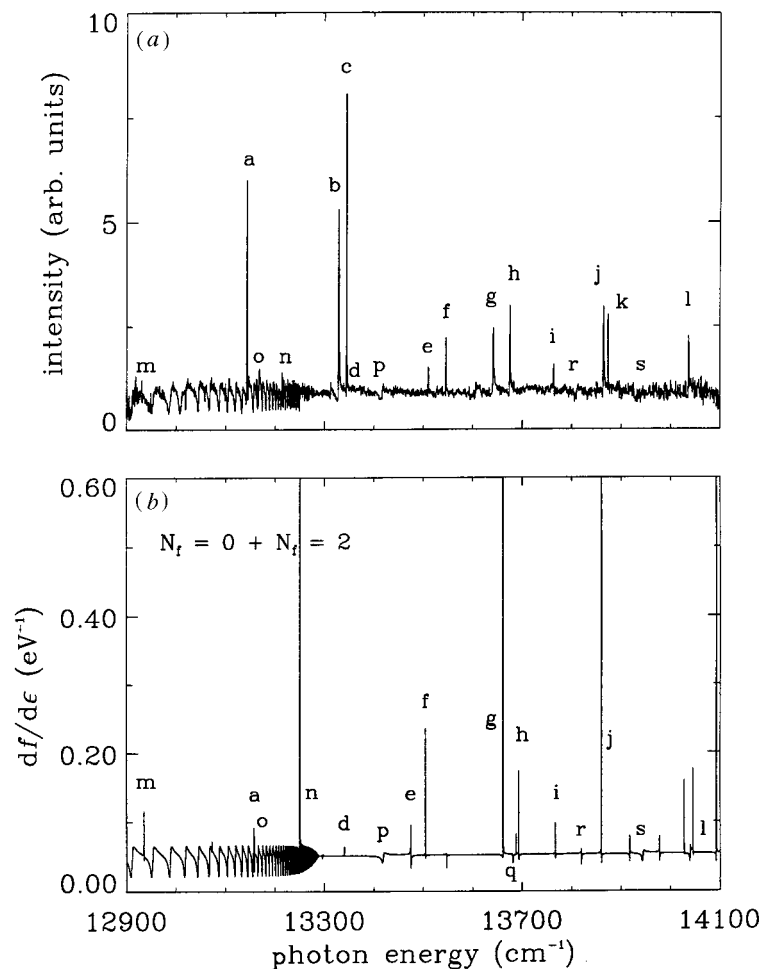 10
(a)
c
a
b
5
h
j
k
g
l
f
o n
e
i
m
d p
r
s
0
intensity (arb. units)
0.60
(b)
N_f = 0 + N_f = 2
0.40
f
g
h
j
0.20
m
a
n
e
i
o
d
p
r
s
l
q
0.00
df/dϵ (eV⁻¹)
12900 13300 13700 14100
photon energy (cm⁻¹)